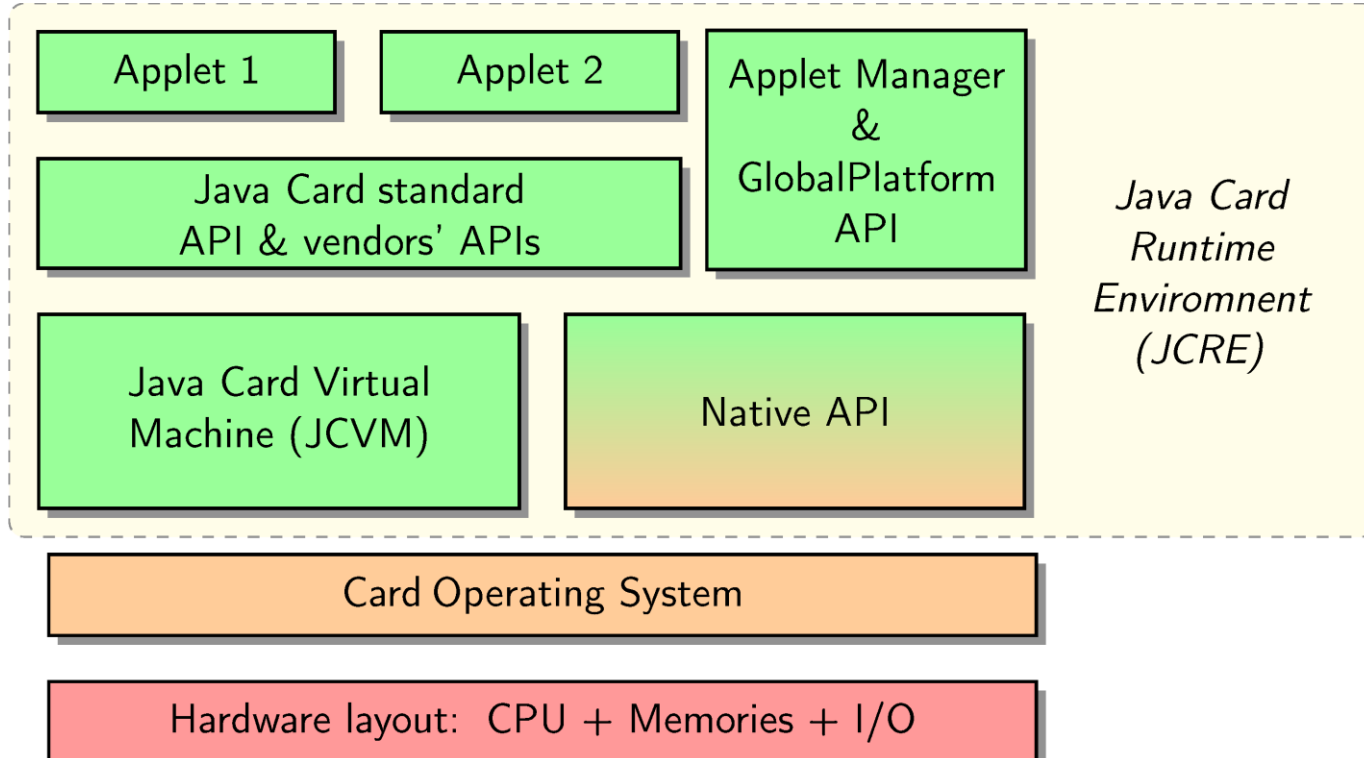 Applet 1
Applet 2
Applet Manager
&
GlobalPlatform
API
Java Card standard
API & vendors' APIs
Java Card
Runtime
Enviromnent
(JCRE)
Java Card Virtual
Machine (JCVM)
Native API
Card Operating System
Hardware layout: CPU + Memories + I/O